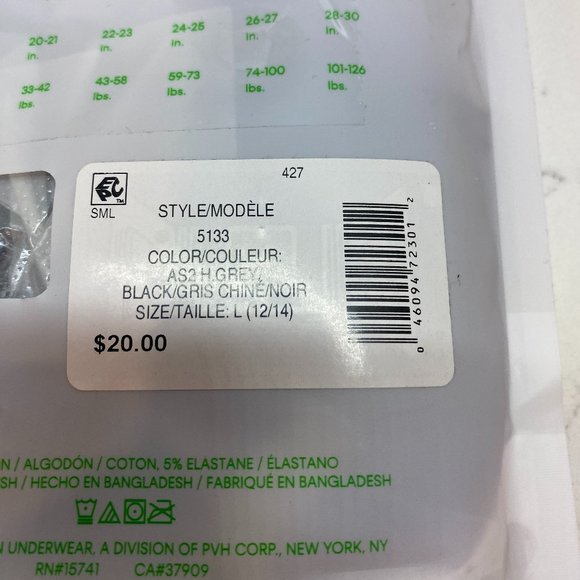 20-21 22-23 24-25 26-27 28-30
in. in. in. in. in.
33-42 43-58 59-73 74-100 101-126
lbs. lbs. lbs. lbs. lbs.
427
SML STYLE/MODÈLE
5133
COLOR/COULEUR:
AS2 H.GREY,
BLACK/GRIS CHINÉ/NOIR
SIZE/TAILLE: L (12/14)
$20.00
0 46094 72301 2
/ ALGODÓN / COTON, 5% ELASTANE / ÉLASTANO
/ HECHO EN BANGLADESH / FABRIQUÉ EN BANGLADESH
UNDERWEAR, A DIVISION OF PVH CORP., NEW YORK, NY
RN#15741 CA#37909